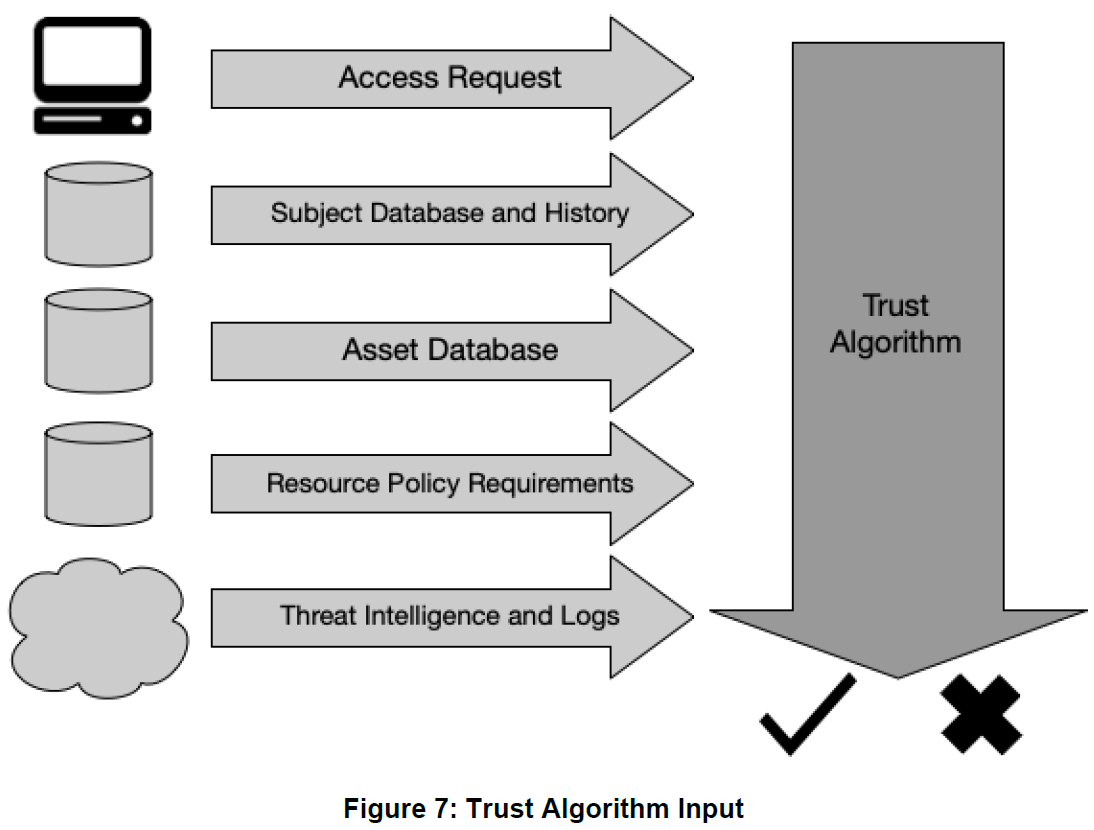 Access Request
Subject Database and History
Asset Database
Resource Policy Requirements
Threat Intelligence and Logs
Trust
Algorithm
Figure 7: Trust Algorithm Input